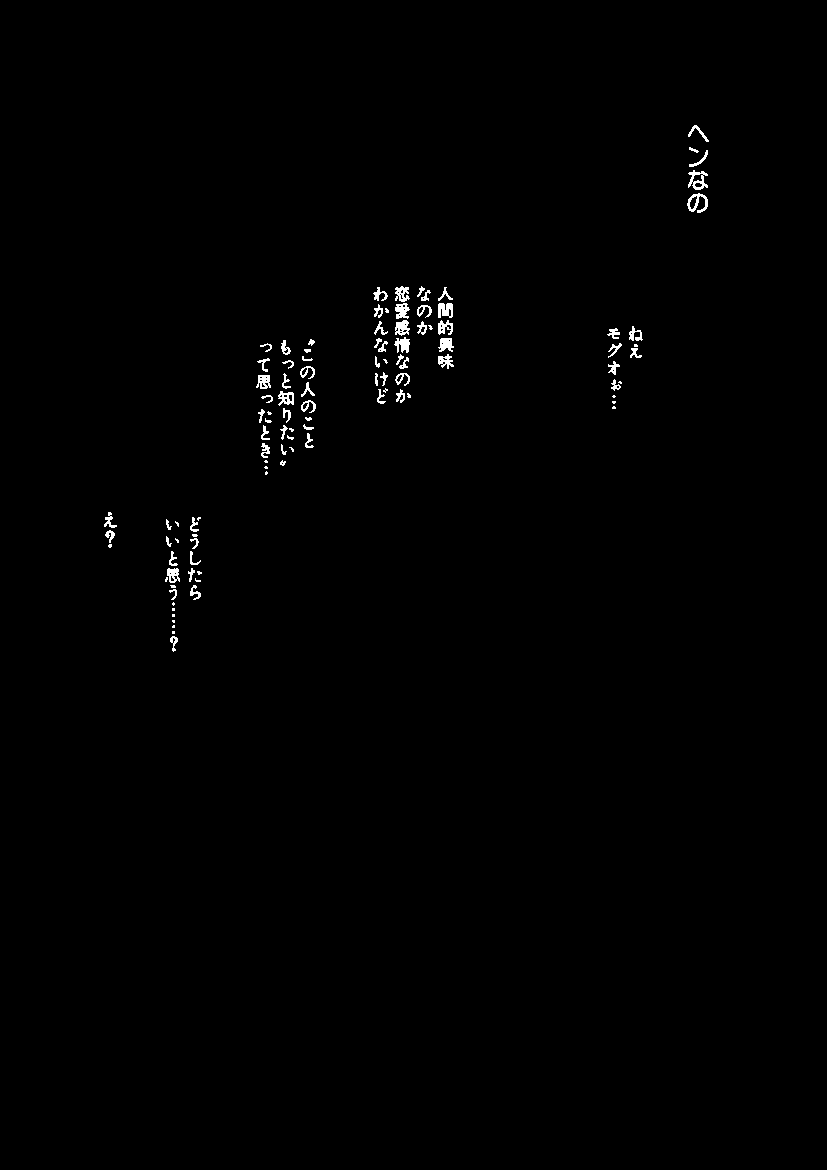 ヘンなの
ねえ
モグオぉ…
人間的興味
なのか
恋愛感情なのか
わかんないけど
〝この人のこと
もっと知りたい〟
って思ったとき…
どうしたら
いいと思う……？
え？